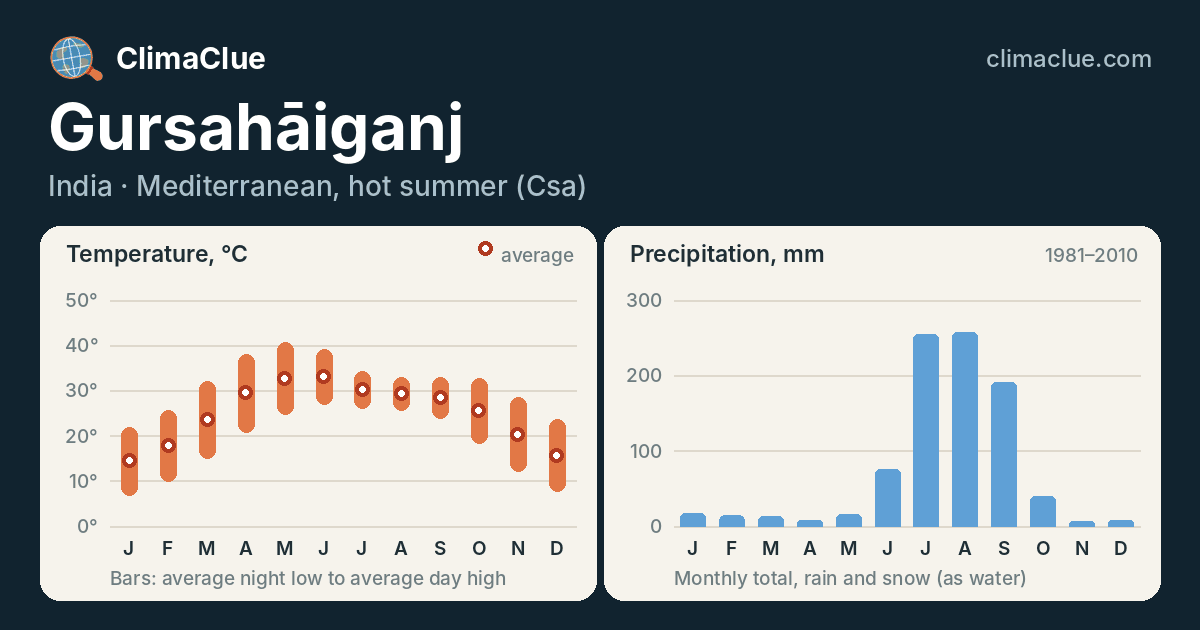 ClimaClue
climaclue.com
Gursahāiganj
India · Mediterranean, hot summer (Csa)
Temperature, °C
average
50°
40°
30°
20°
10°
0°
J F M A M J J A S O N D
Bars: average night low to average day high
Precipitation, mm
1981–2010
300
200
100
0
J F M A M J J A S O N D
Monthly total, rain and snow (as water)